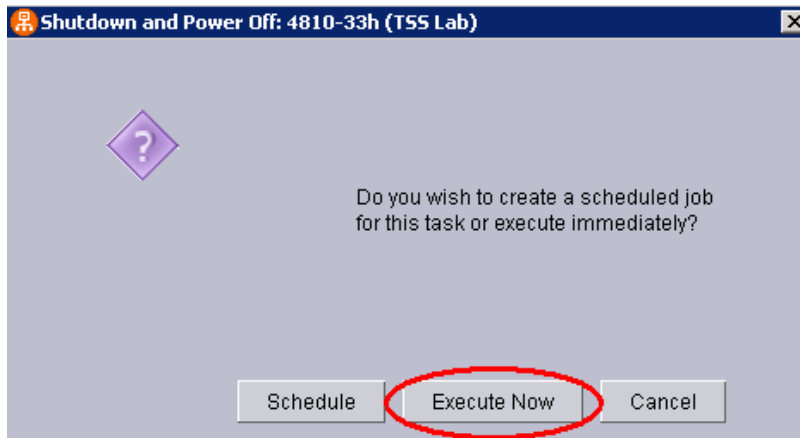 Shutdown and Power Off: 4810-33h (TSS Lab)
?
Do you wish to create a scheduled job
for this task or execute immediately?
Schedule Execute Now Cancel